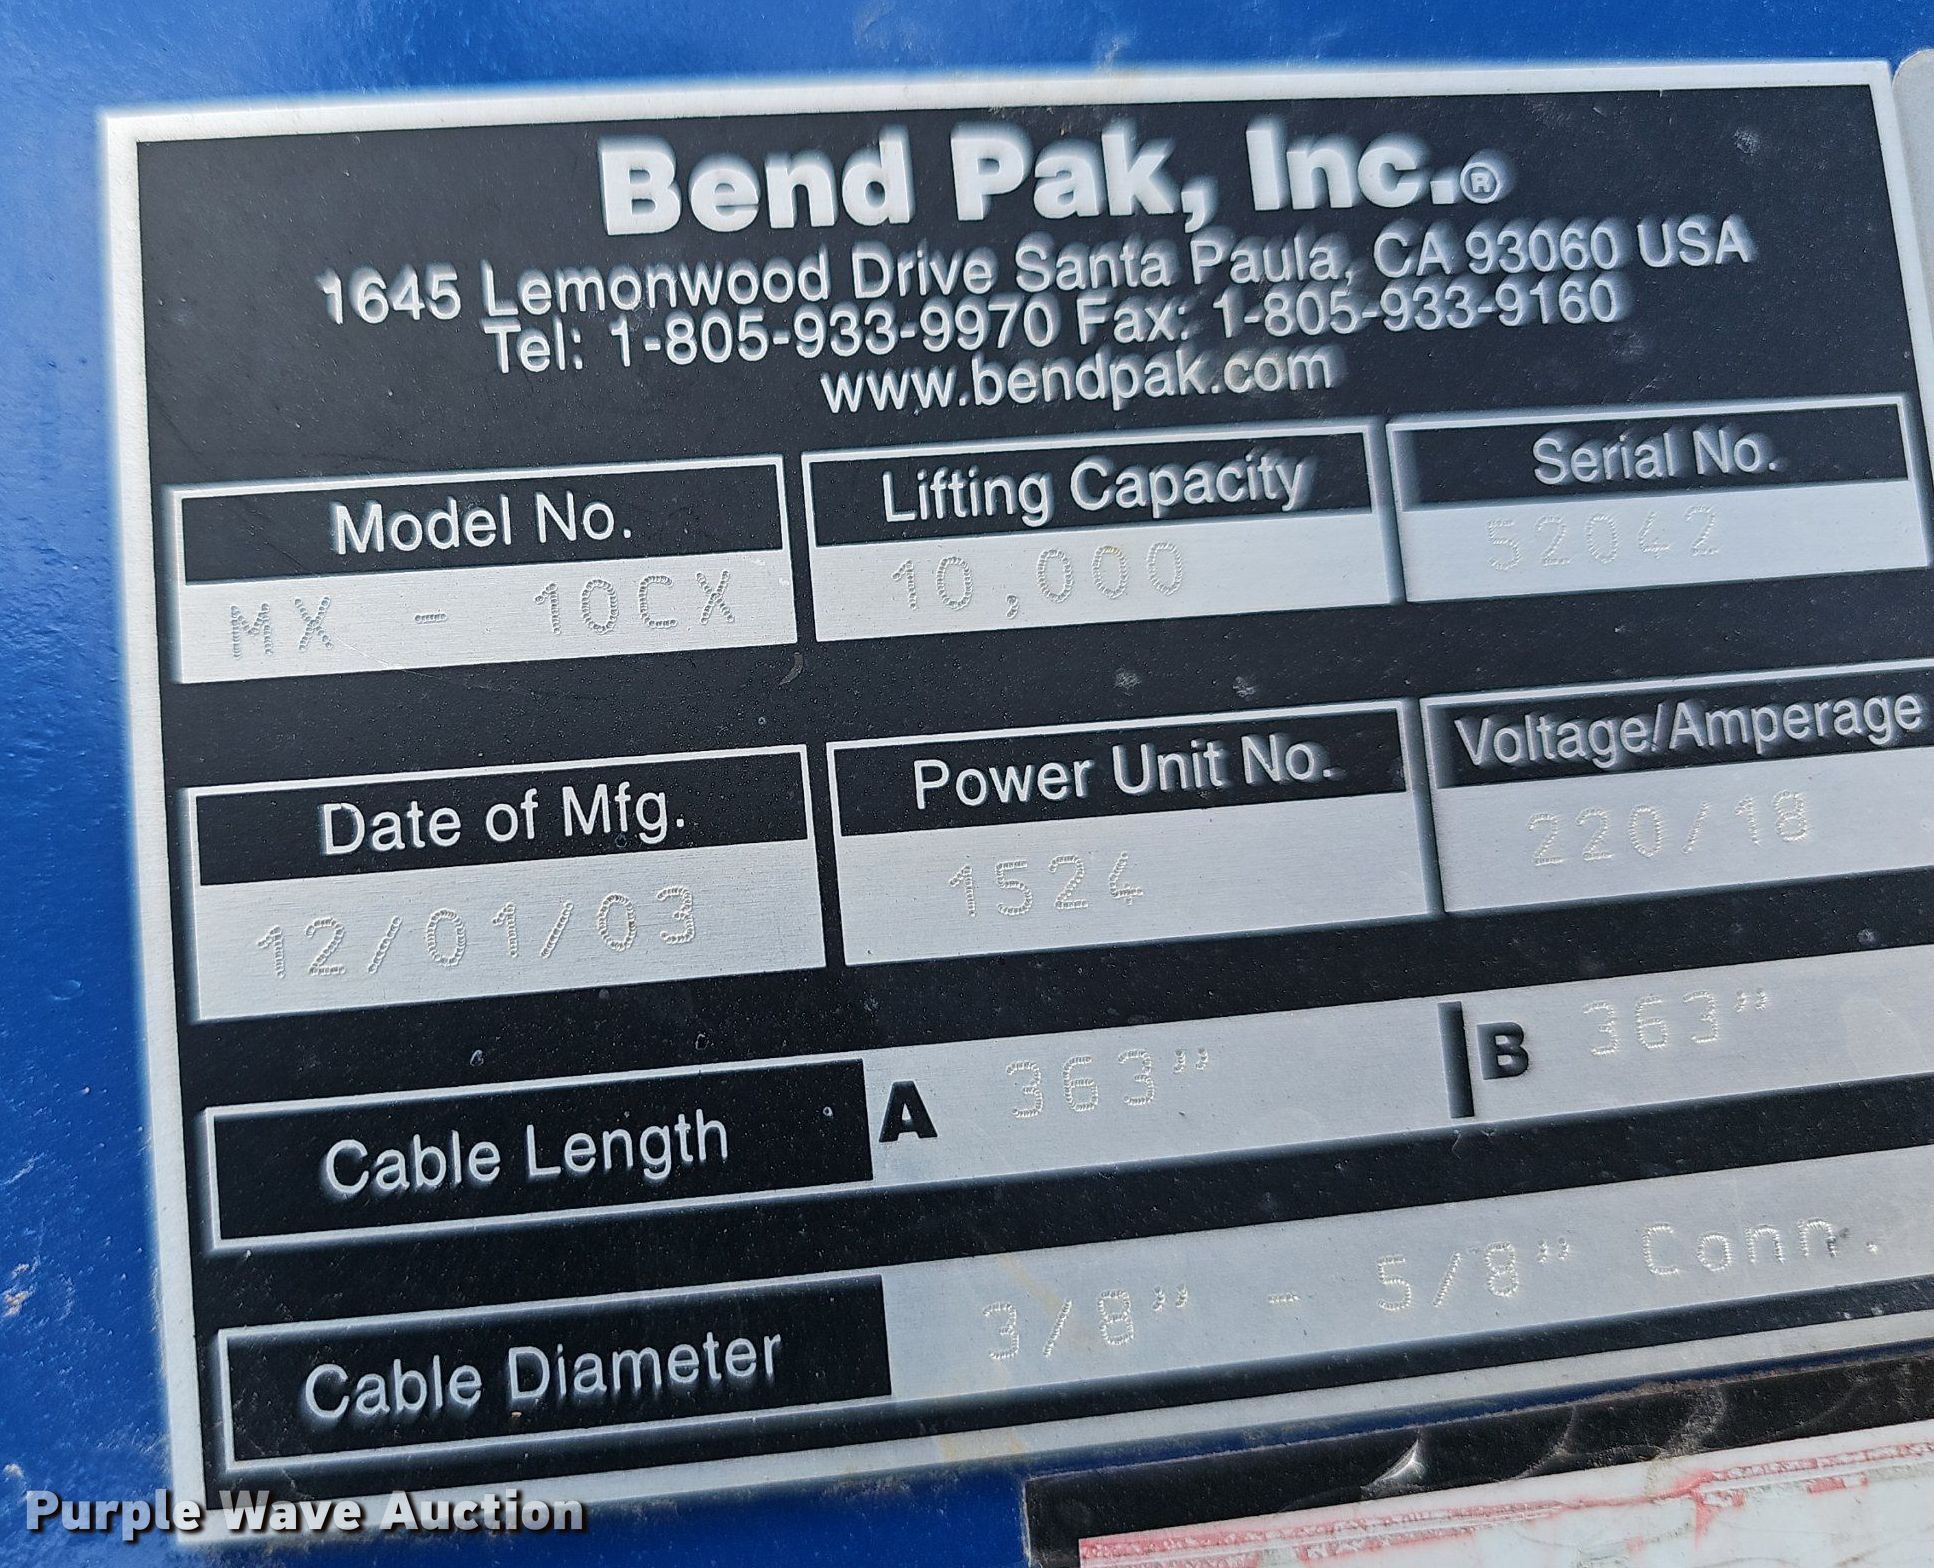 Bend Pak, Inc.®
1645 Lemonwood Drive Santa Paula, CA 93060 USA
Tel: 1-805-933-9970 Fax: 1-805-933-9160
www.bendpak.com
Model No. Lifting Capacity Serial No.
MX - 10CX 10,000 52042
Date of Mfg. Power Unit No. Voltage/Amperage
12/01/03 1524 220/18
Cable Length A 363" B 363"
Cable Diameter 3/8" - 5/8" Conn.
Purple Wave Auction